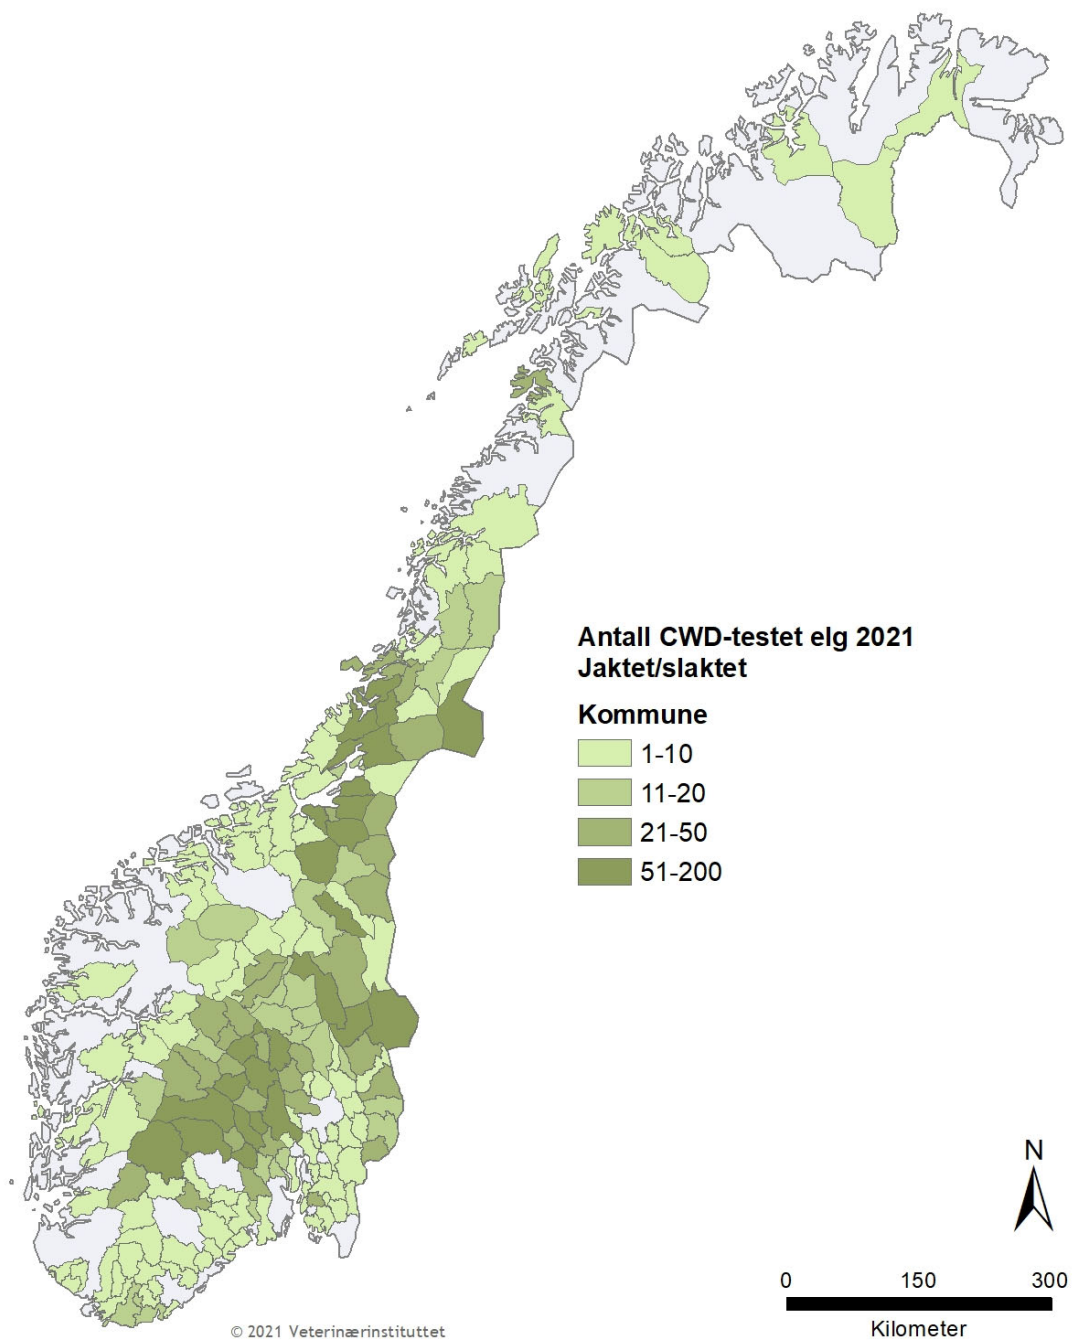 Antall CWD-testet elg 2021
Jaktet/slaktet
Kommune
1-10
11-20
21-50
51-200
N
0 150 300
Kilometer
© 2021 Veterinærinstituttet